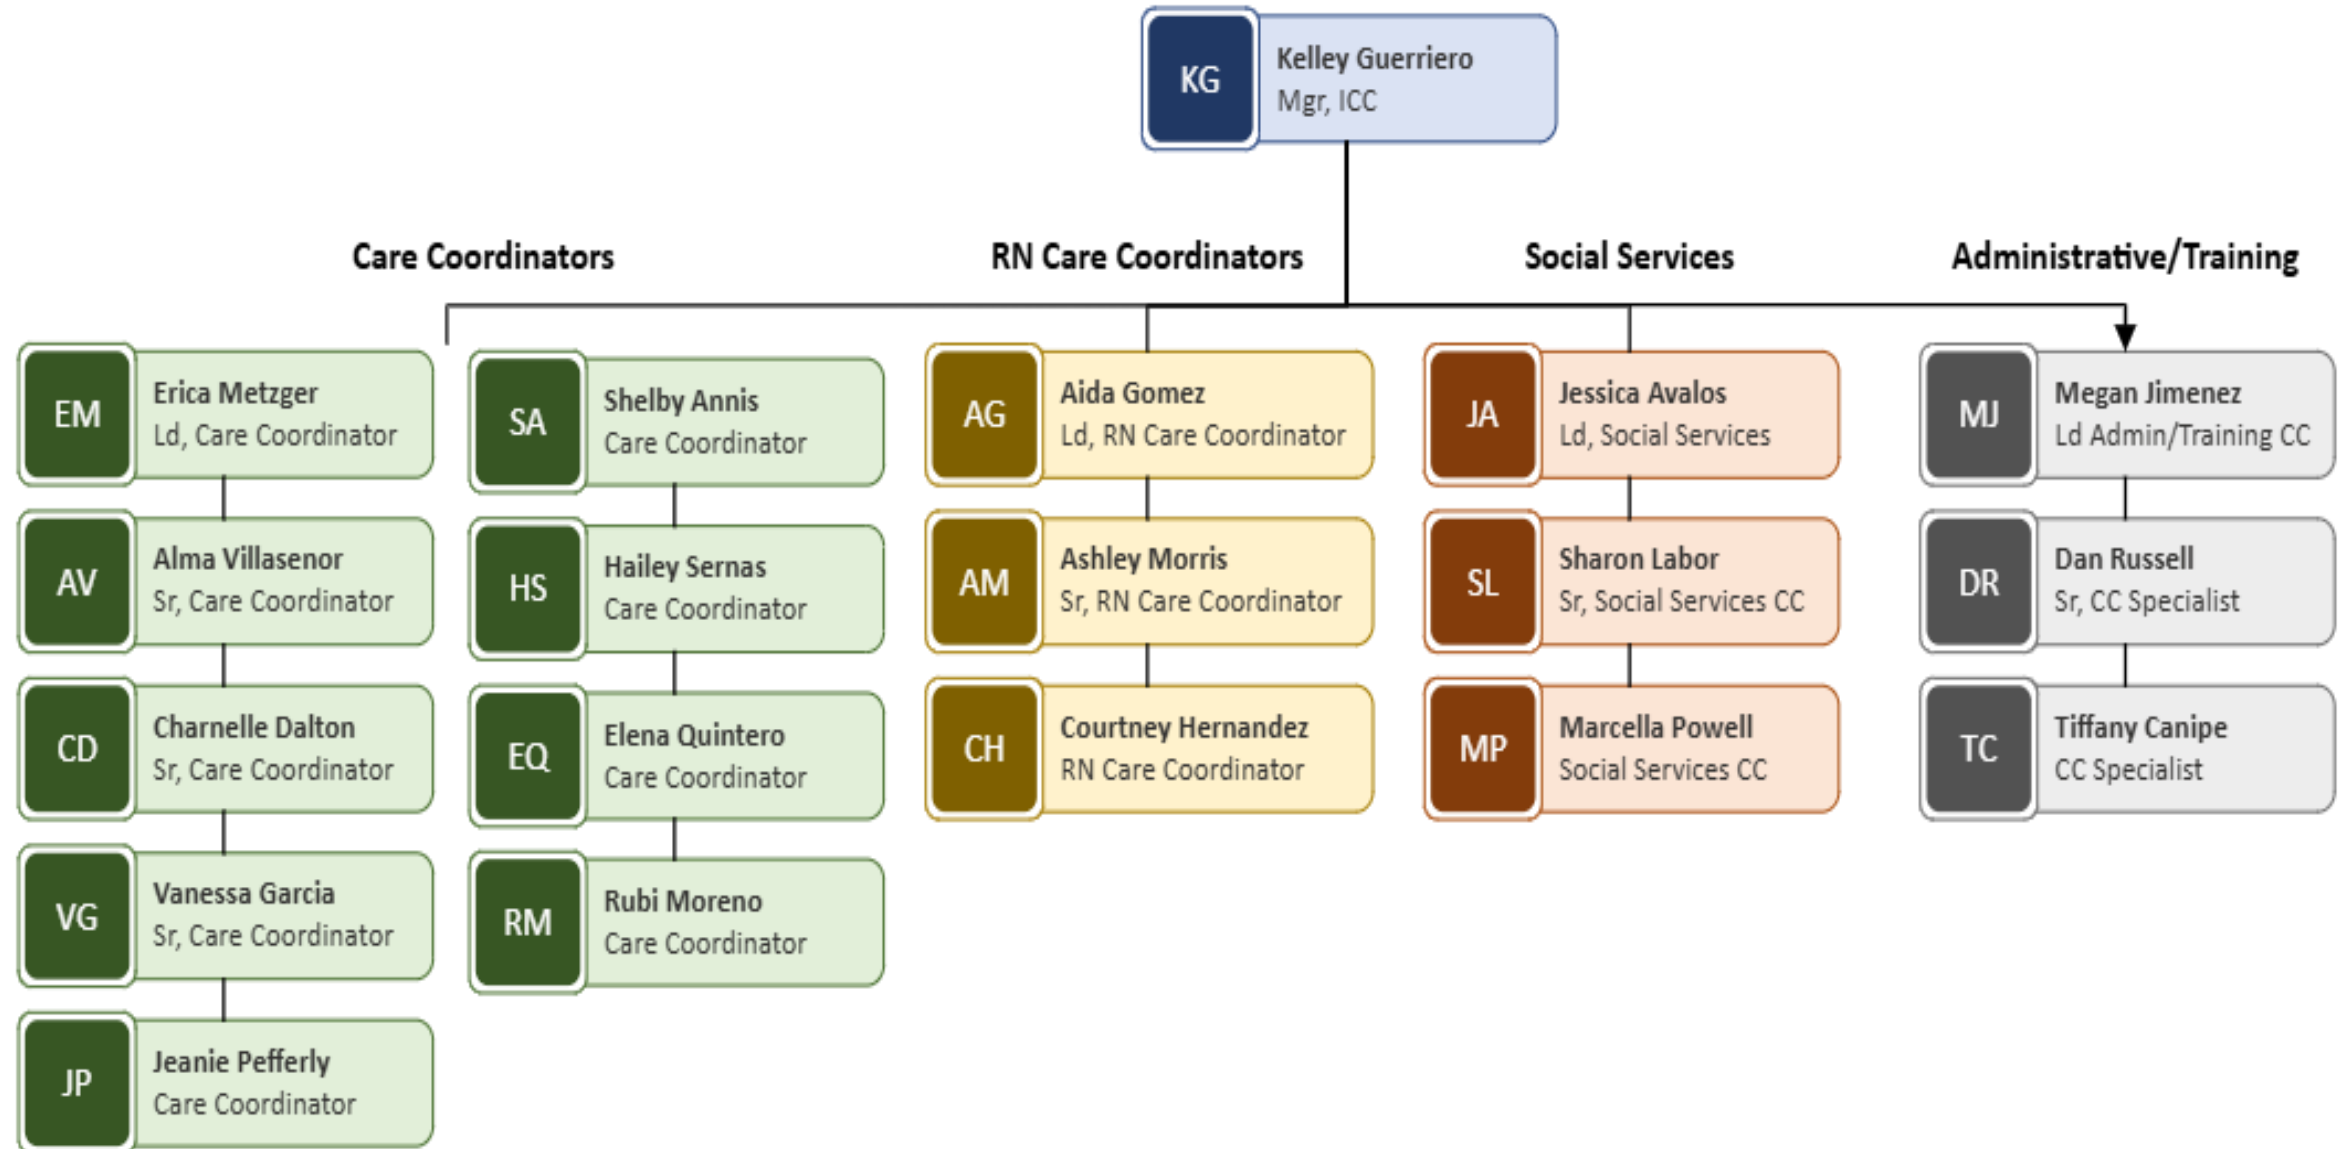 KG
Kelley Guerriero
Mgr, ICC
Care Coordinators
RN Care Coordinators
Social Services
Administrative/Training
EM
Erica Metzger
Ld, Care Coordinator
AV
Alma Villasenor
Sr, Care Coordinator
CD
Charnelle Dalton
Sr, Care Coordinator
VG
Vanessa Garcia
Sr, Care Coordinator
JP
Jeanie Pefferly
Care Coordinator
SA
Shelby Annis
Care Coordinator
HS
Hailey Sernas
Care Coordinator
EQ
Elena Quintero
Care Coordinator
RM
Rubi Moreno
Care Coordinator
AG
Aida Gomez
Ld, RN Care Coordinator
AM
Ashley Morris
Sr, RN Care Coordinator
CH
Courtney Hernandez
RN Care Coordinator
JA
Jessica Avalos
Ld, Social Services
SL
Sharon Labor
Sr, Social Services CC
MP
Marcella Powell
Social Services CC
MJ
Megan Jimenez
Ld Admin/Training CC
DR
Dan Russell
Sr, CC Specialist
TC
Tiffany Canipe
CC Specialist